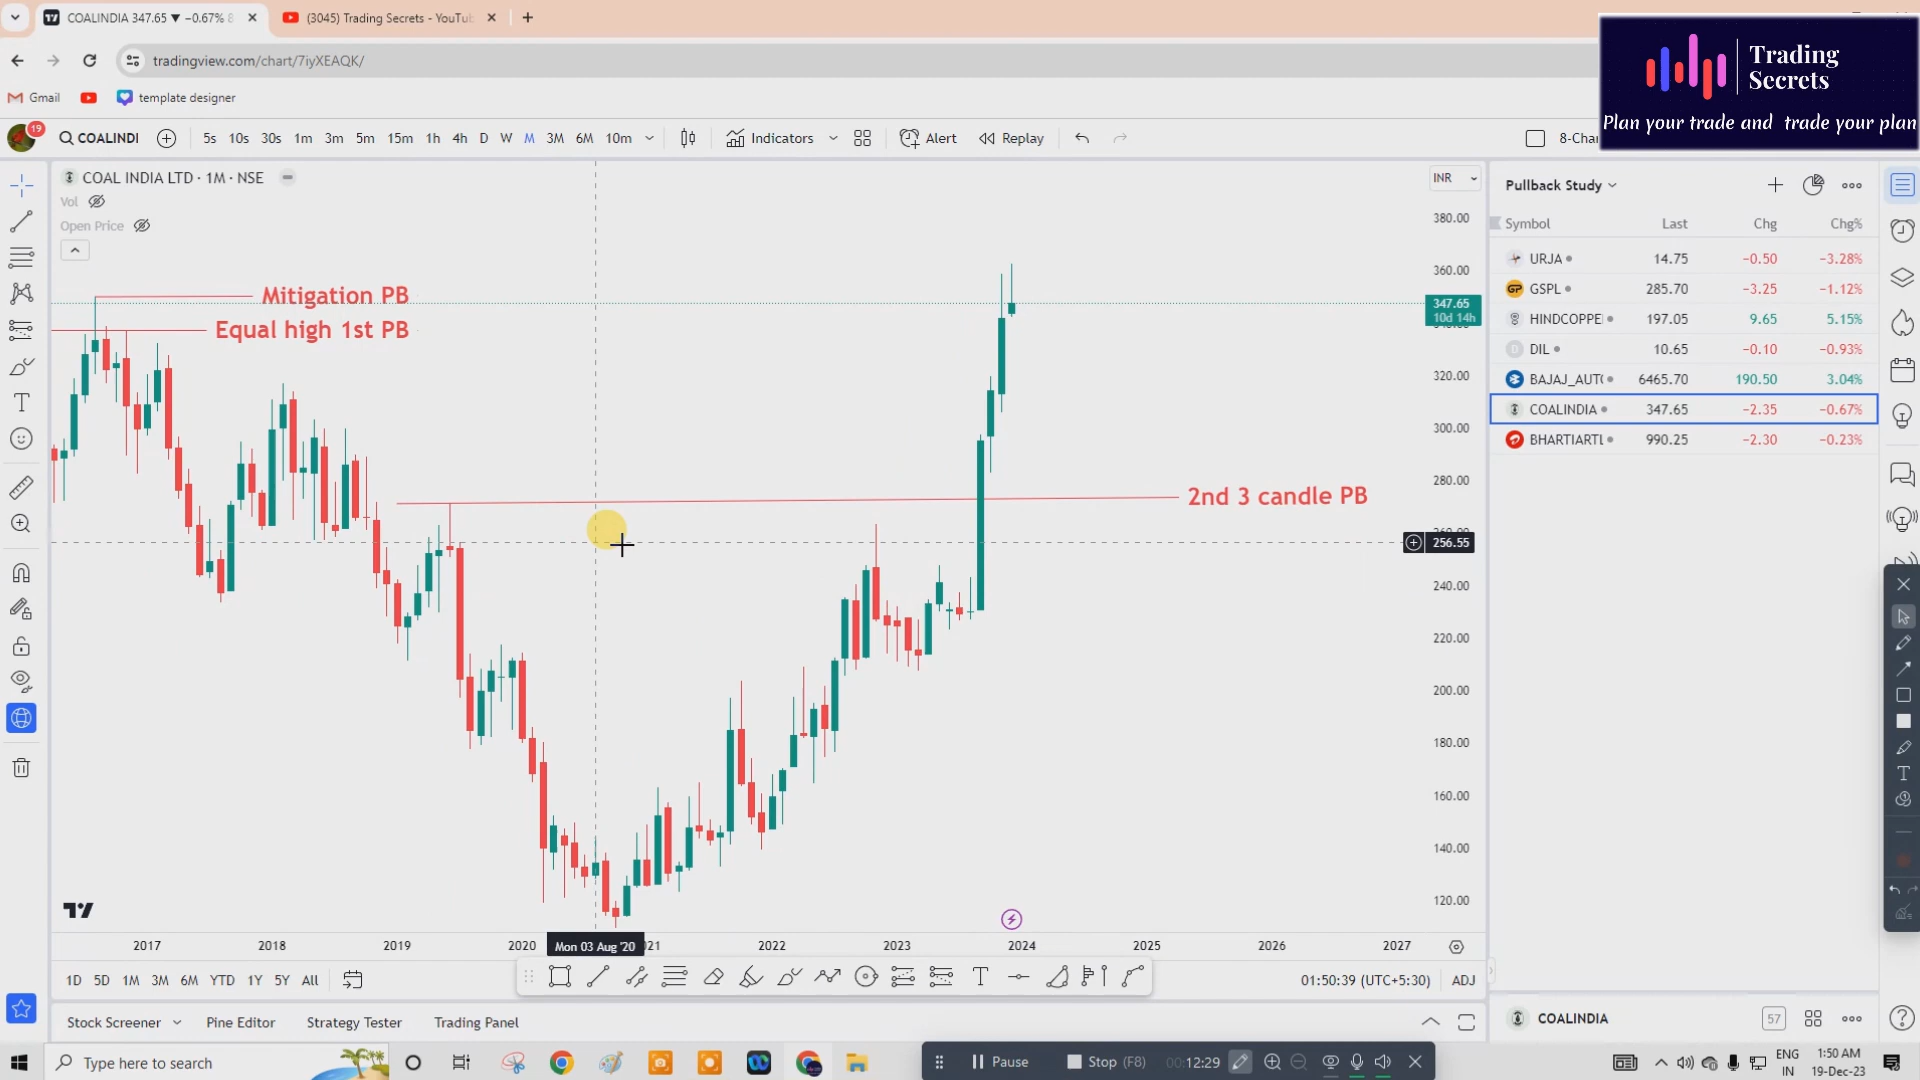 COALINDIA 347.65 ▼ −0.67%
(3045) Trading Secrets - YouTu
tradingview.com/chart/7iyXEAQK/
Gmail
template designer
Trading
Secrets
Plan your trade and trade your plan
19
COALINDI
5s 10s 30s 1m 3m 5m 15m 1h 4h D W M 3M 6M 10m
Indicators
Alert
Replay
8-Cha
COAL INDIA LTD · 1M · NSE
Vol
Open Price
INR
Mitigation PB
Equal high 1st PB
2nd 3 candle PB
380.00
360.00
347.65
10d 14h
320.00
300.00
280.00
256.55
240.00
220.00
200.00
180.00
160.00
140.00
120.00
2017 2018 2019 2020 Mon 03 Aug '20 21 2022 2023 2024 2025 2026 2027
Pullback Study
Symbol Last Chg Chg%
URJA 14.75 −0.50 −3.28%
GSPL 285.70 −3.25 −1.12%
HINDCOPPE 197.05 9.65 5.15%
DIL 10.65 −0.10 −0.93%
BAJAJ_AUT 6465.70 190.50 3.04%
COALINDIA 347.65 −2.35 −0.67%
BHARTIARTL 990.25 −2.30 −0.23%
1D 5D 1M 3M 6M YTD 1Y 5Y All
01:50:39 (UTC+5:30) ADJ
Stock Screener Pine Editor Strategy Tester Trading Panel
COALINDIA 57
Type here to search
Pause Stop (F8) 00:12:29
ENG
IN
1:50 AM
19-Dec-23